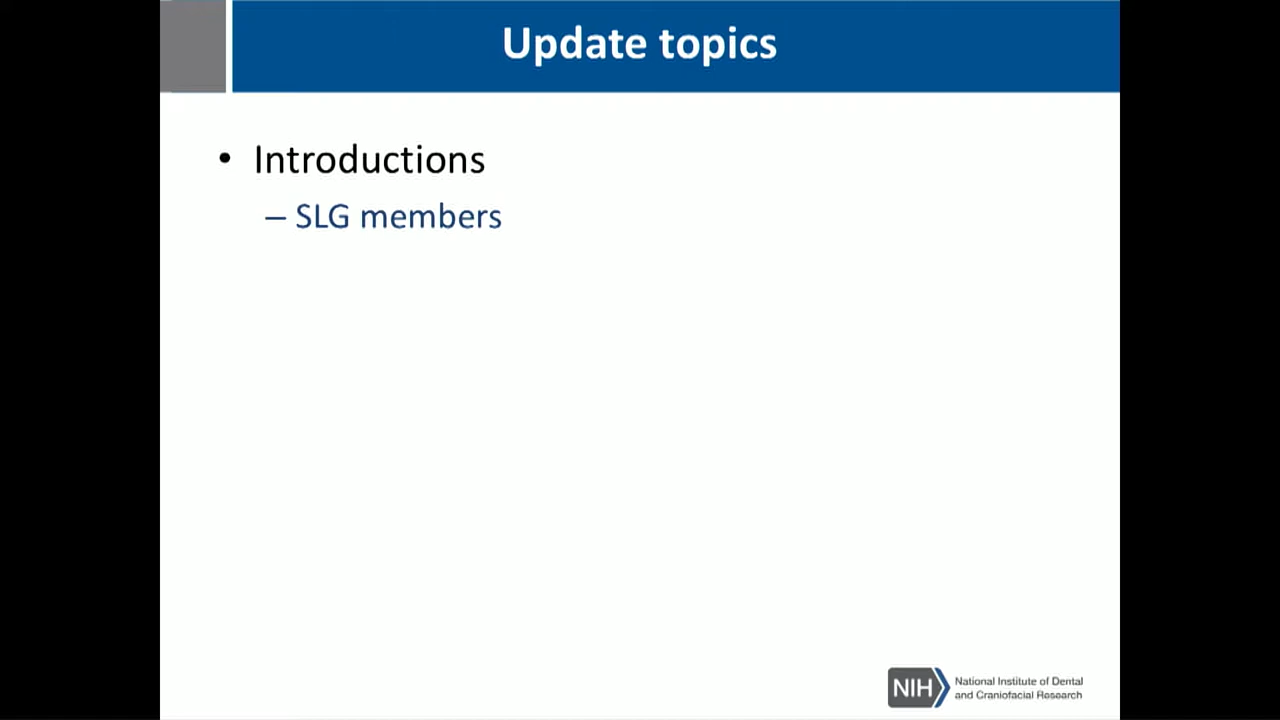 Update topics
• Introductions
– SLG members
NIH
National Institute of Dental
and Craniofacial Research